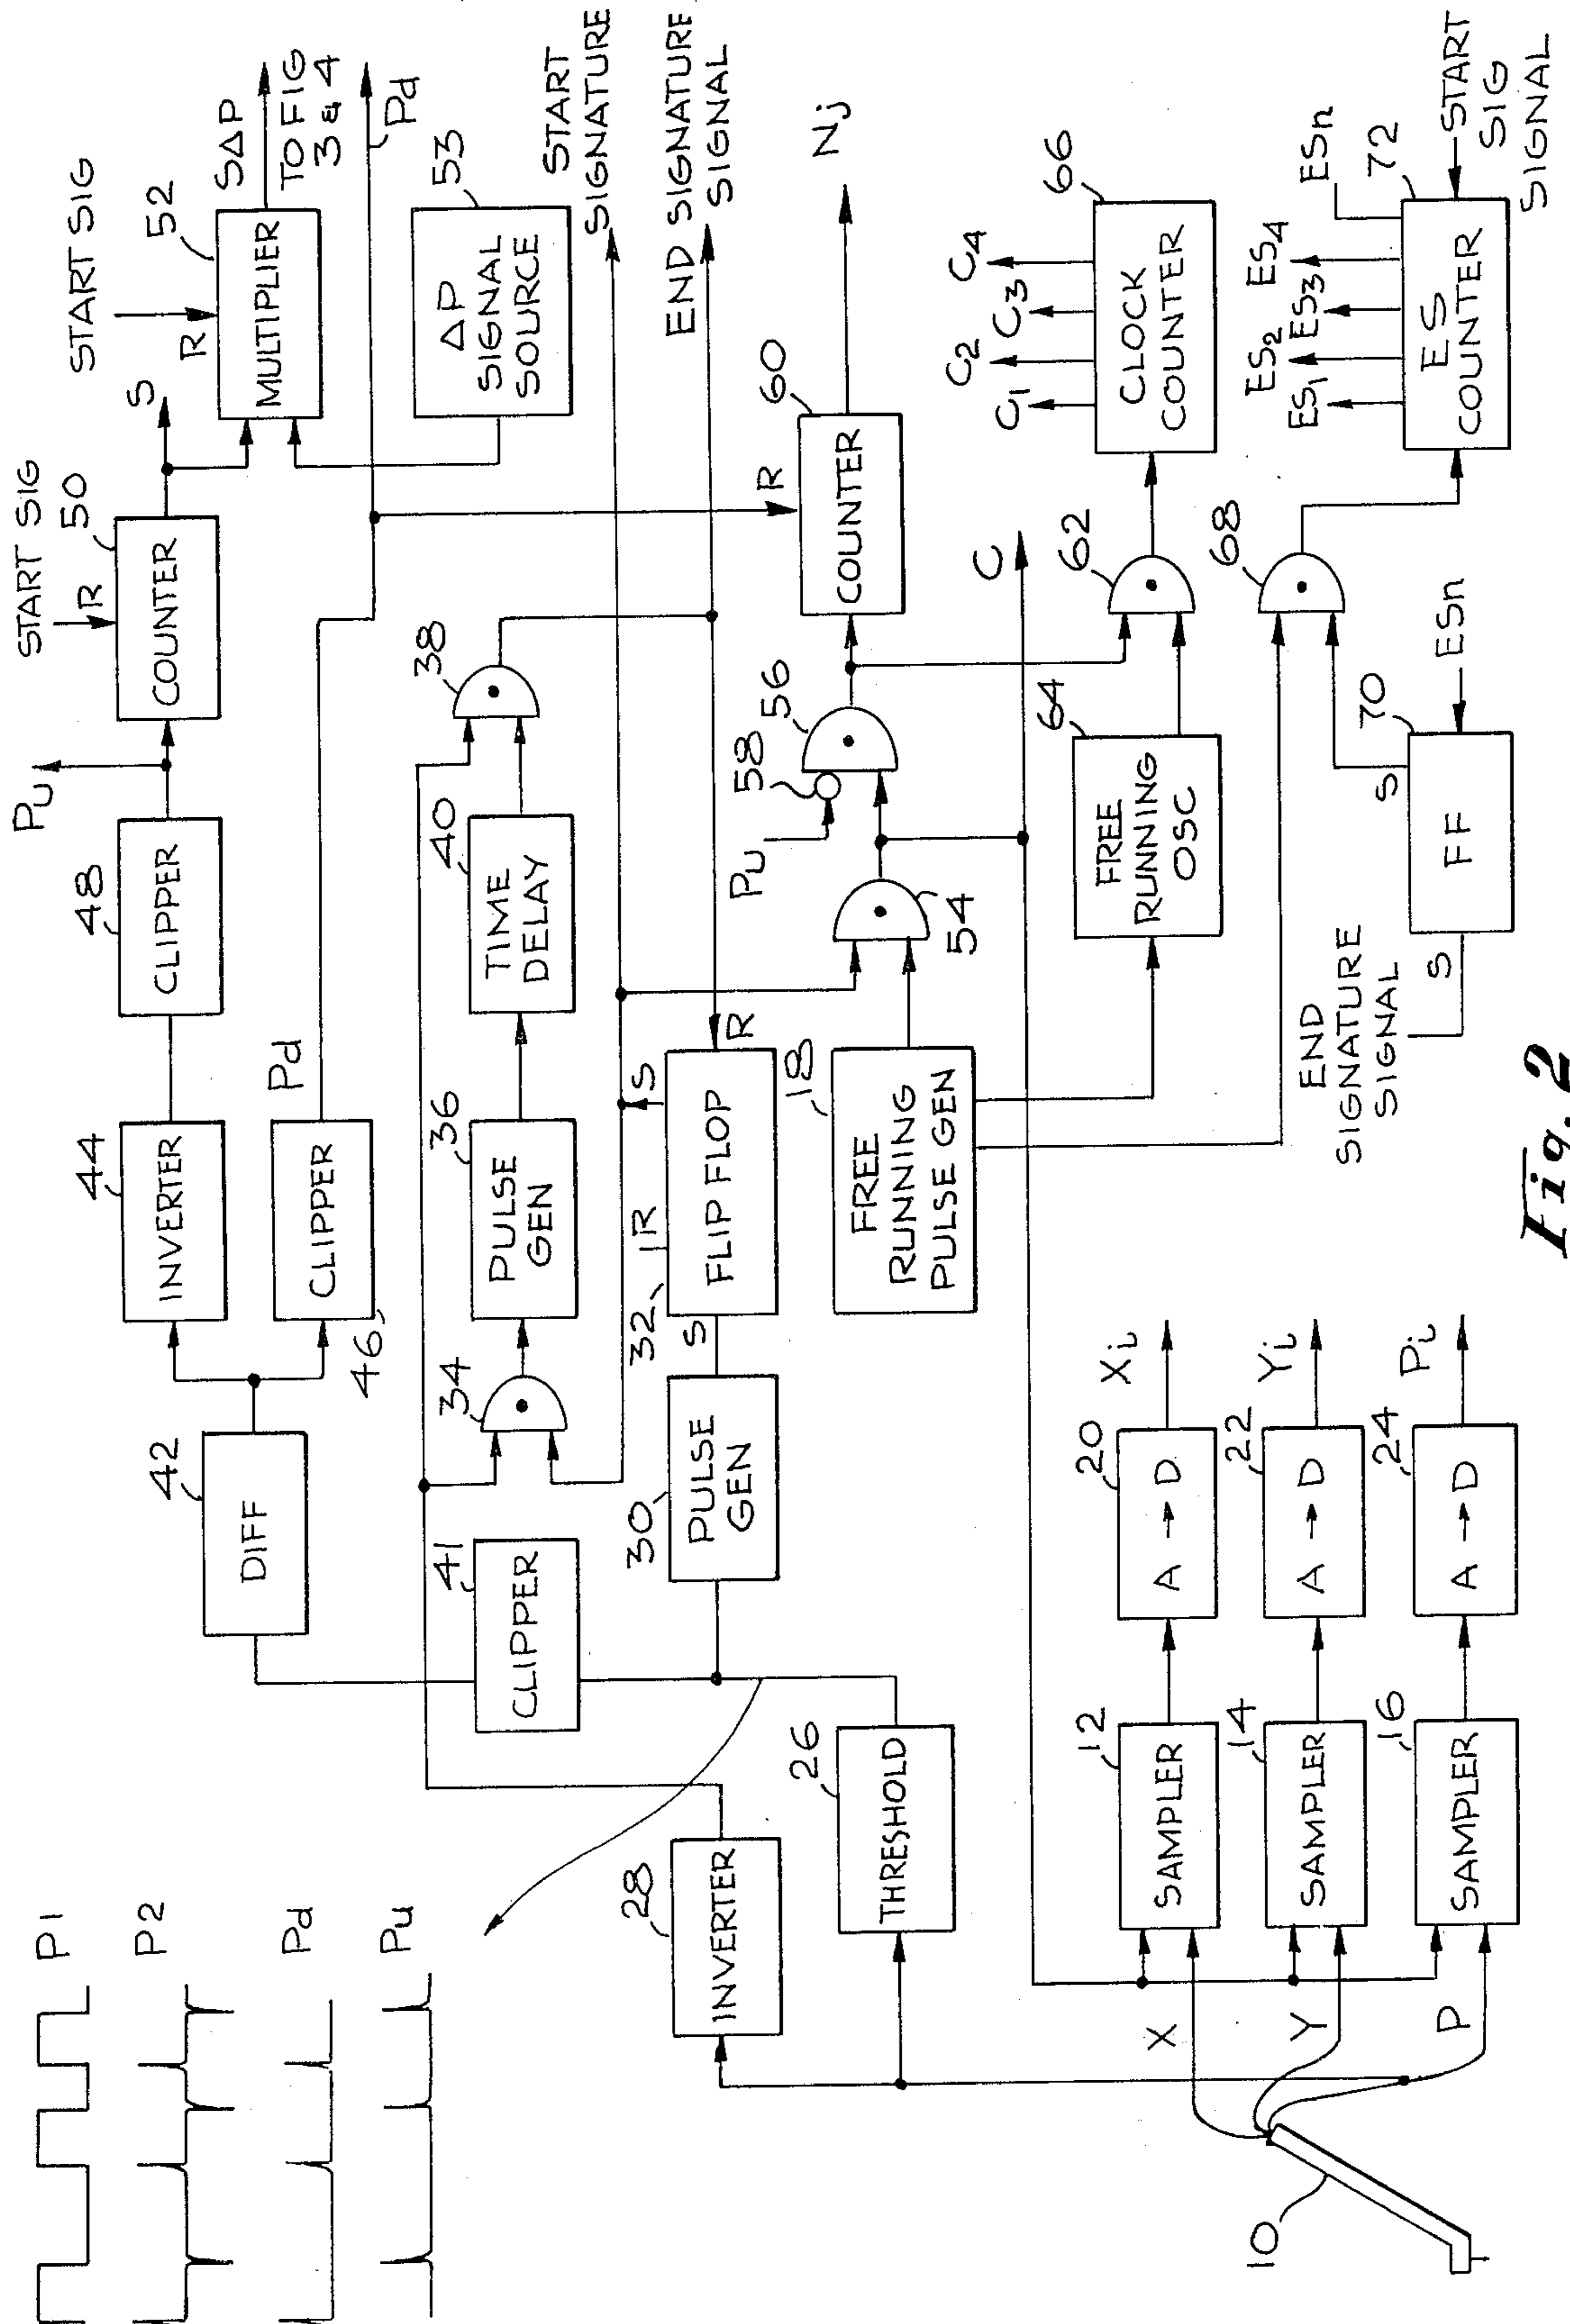 P1
P2
Pd
Pu
42
DIFF
44
INVERTER
48
CLIPPER
Pu
START SIG
R
50
COUNTER
S
START SIG
R
52
MULTIPLIER
SΔP
TO FIG
3 & 4
Pd
46
CLIPPER
Pd
53
ΔP
SIGNAL
SOURCE
41
CLIPPER
34
36
PULSE
GEN
40
TIME
DELAY
38
START
SIGNATURE
END SIGNATURE
SIGNAL
28
INVERTER
26
THRESHOLD
30
PULSE
GEN
S
32
1R
FLIP FLOP
S
R
18
FREE
RUNNING
PULSE GEN
54
Pu
58
56
R
60
COUNTER
Nj
C
64
FREE
RUNNING
OSC
62
66
CLOCK
COUNTER
C1
C2
C3
C4
68
END
SIGNATURE
SIGNAL
S
70
FF
S
ESn
72
ES
COUNTER
ES1
ES2
ES3
ES4
ESn
START
SIG
SIGNAL
10
X
Y
P
12
SAMPLER
20
A → D
Xi
14
SAMPLER
22
A → D
Yi
16
SAMPLER
24
A → D
Pi
Fig. 2